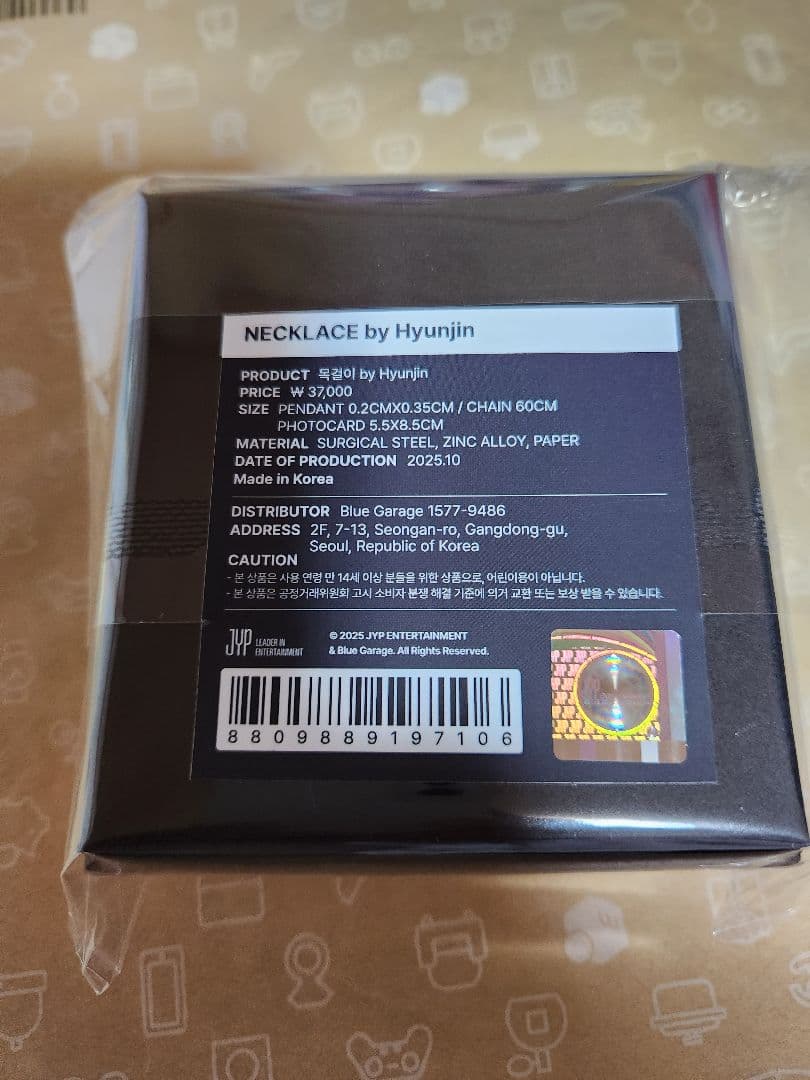 NECKLACE by Hyunjin
PRODUCT 목걸이 by Hyunjin
PRICE ₩ 37,000
SIZE PENDANT 0.2CMX0.35CM / CHAIN 60CM
PHOTOCARD 5.5X8.5CM
MATERIAL SURGICAL STEEL, ZINC ALLOY, PAPER
DATE OF PRODUCTION 2025.10
Made in Korea
DISTRIBUTOR Blue Garage 1577-9486
ADDRESS 2F, 7-13, Seongan-ro, Gangdong-gu,
Seoul, Republic of Korea
CAUTION
- 본 상품은 사용 연령 만 14세 이상 분들을 위한 상품으로, 어린이용이 아닙니다.
- 본 상품은 공정거래위원회 고시 소비자 분쟁 해결 기준에 의거 교환 또는 보상 받을 수 있습니다.
JYP LEADER IN ENTERTAINMENT
© 2025 JYP ENTERTAINMENT
& Blue Garage. All Rights Reserved.
8809889197106